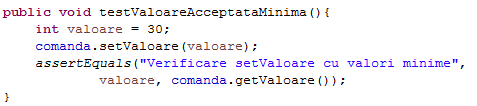 public void testValoareAcceptataMinima(){
int valoare = 30;
comanda.setValoare(valoare);
assertEquals("Verificare setValoare cu valori minime",
valoare, comanda.getValoare());
}